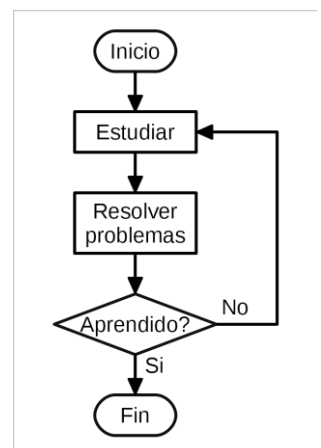 Inicio
Estudiar
Resolver
problemas
Aprendido?
No
Si
Fin